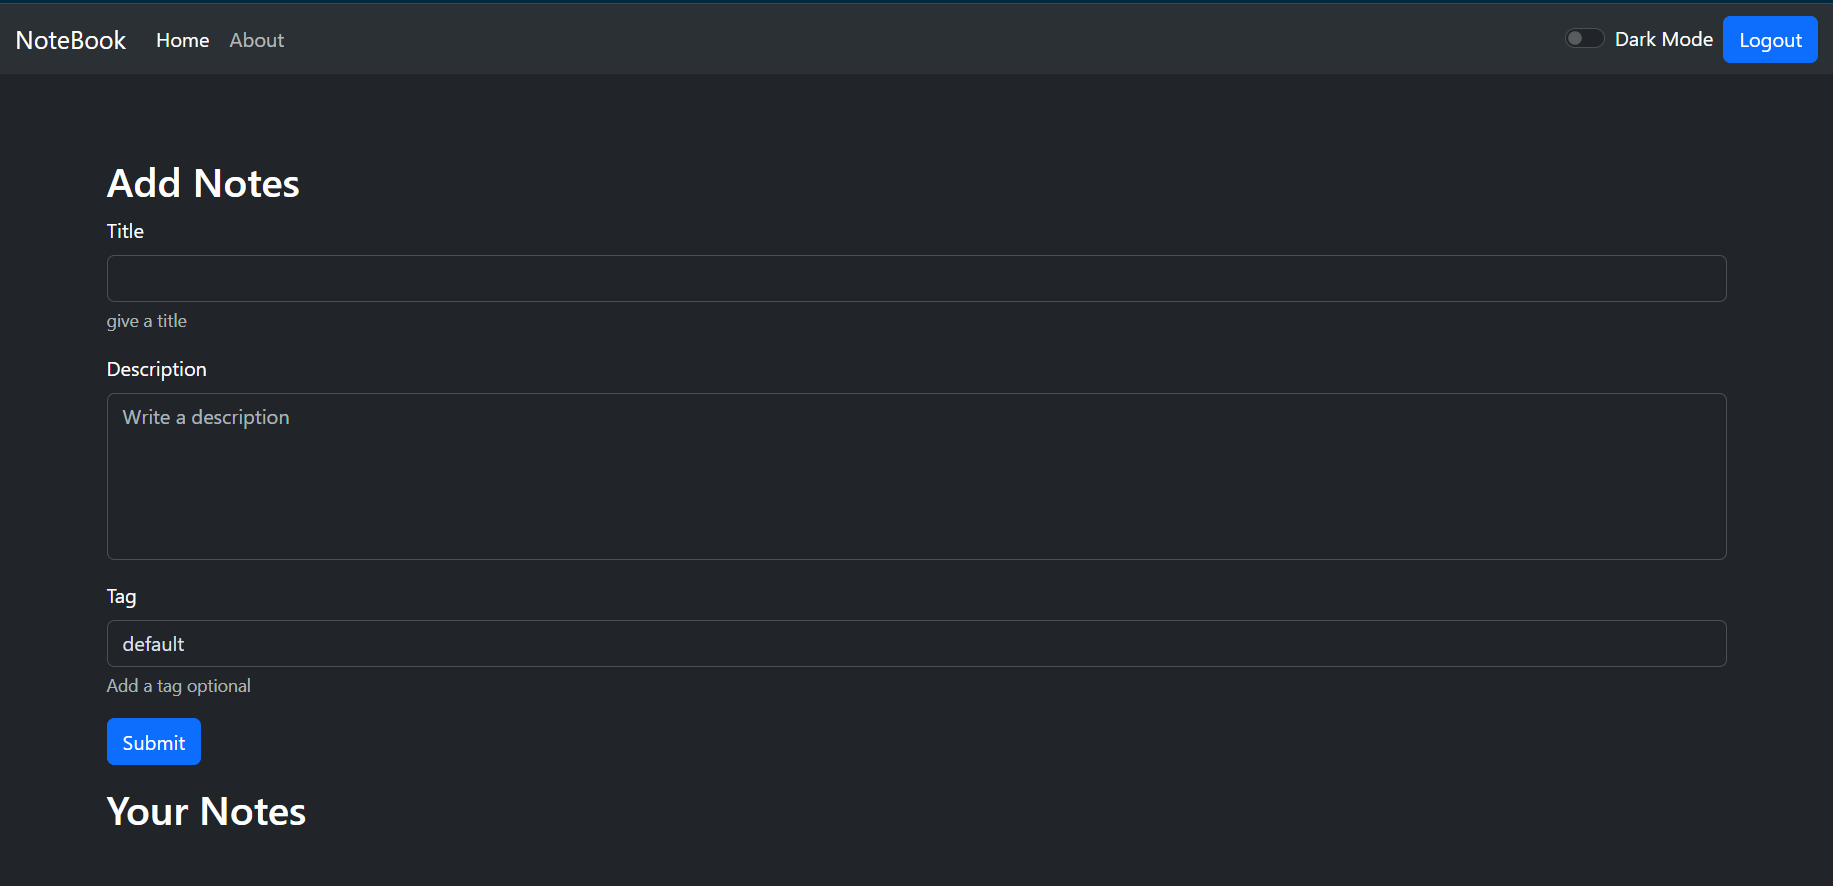 NoteBook Home About Dark Mode Logout
Add Notes
Title
give a title
Description
Write a description
Tag
default
Add a tag optional
Submit
Your Notes